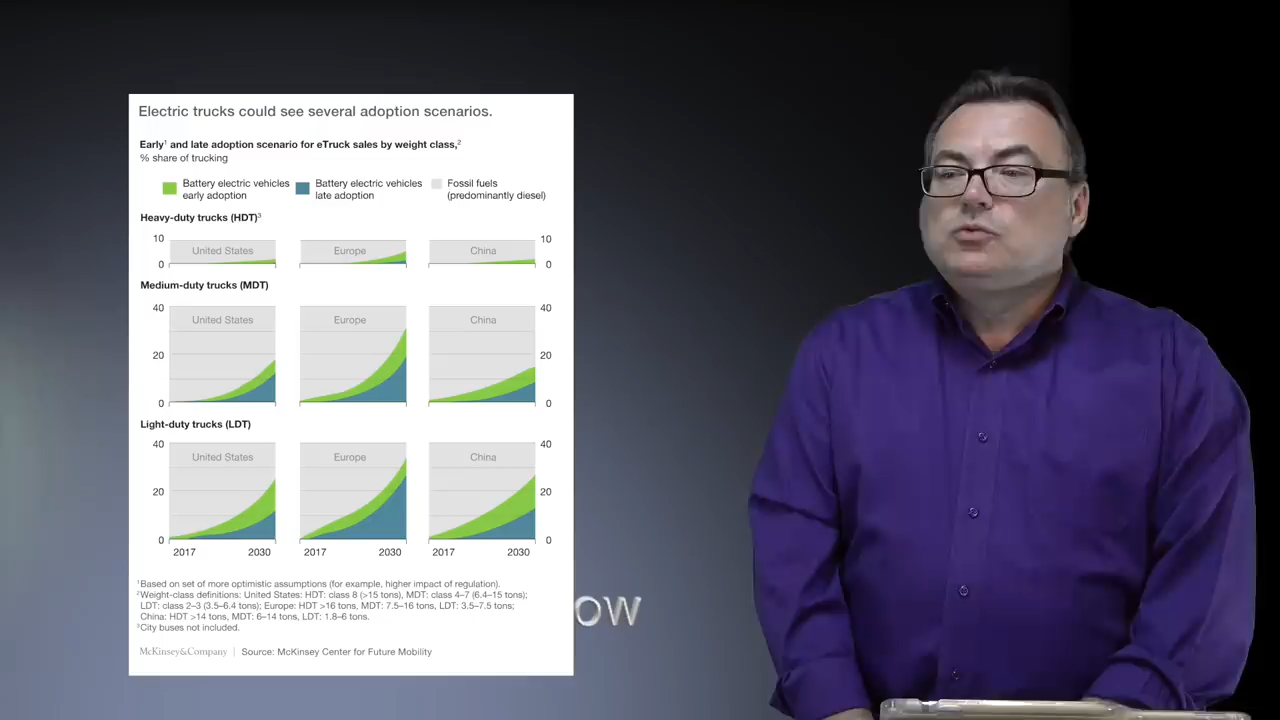 Electric trucks could see several adoption scenarios.
Early¹ and late adoption scenario for eTruck sales by weight class,²
% share of trucking
Battery electric vehicles early adoption
Battery electric vehicles late adoption
Fossil fuels (predominantly diesel)
Heavy-duty trucks (HDT)³
10 United States Europe China 10
0 0
Medium-duty trucks (MDT)
40 United States Europe China 40
20 20
0 0
Light-duty trucks (LDT)
40 United States Europe China 40
20 20
0 0
2017 2030 2017 2030 2017 2030
¹Based on set of more optimistic assumptions (for example, higher impact of regulation).
²Weight-class definitions: United States: HDT: class 8 (>15 tons), MDT: class 4–7 (6.4–15 tons);
LDT: class 2–3 (3.5–6.4 tons); Europe: HDT >16 tons, MDT: 7.5–16 tons, LDT: 3.5–7.5 tons;
China: HDT >14 tons, MDT: 6–14 tons, LDT: 1.8–6 tons.
³City buses not included.
OW
McKinsey&Company | Source: McKinsey Center for Future Mobility